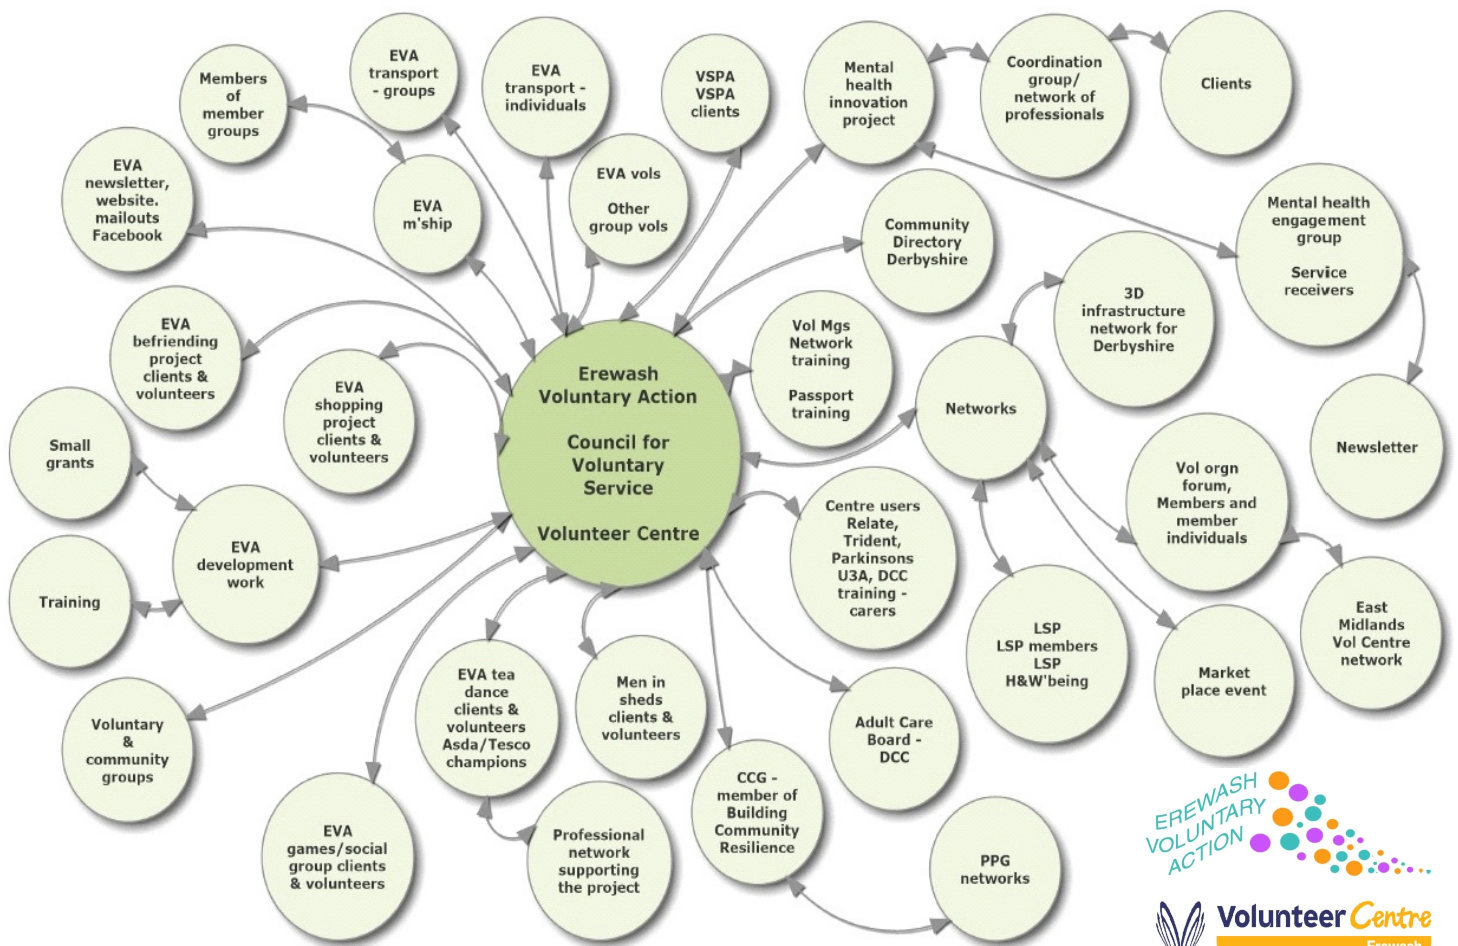 EVA
transport
- groups
EVA
transport -
individuals
VSPA
VSPA
clients
Mental
health
innovation
project
Coordination
group/
network of
professionals
Clients
Members
of
member
groups
EVA
newsletter,
website.
mailouts
Facebook
EVA
m'ship
EVA vols
Other
group vols
Community
Directory
Derbyshire
Mental health
engagement
group
Service
receivers
3D
infrastructure
network for
Derbyshire
EVA
befriending
project
clients &
volunteers
EVA
shopping
project
clients &
volunteers
Erewash
Voluntary Action
Council for
Voluntary
Service
Volunteer Centre
Vol Mgs
Network
training
Passport
training
Networks
Newsletter
Small
grants
EVA
development
work
Training
Centre users
Relate,
Trident,
Parkinsons
U3A, DCC
training -
carers
Vol orgn
forum,
Members and
member
individuals
East
Midlands
Vol Centre
network
LSP
LSP members
LSP
H&W'being
Market
place event
Voluntary
&
community
groups
EVA tea
dance
clients &
volunteers
Asda/Tesco
champions
Men in
sheds
clients &
volunteers
Adult Care
Board -
DCC
CCG -
member of
Building
Community
Resilience
EVA
games/social
group clients
& volunteers
Professional
network
supporting
the project
PPG
networks
EREWASH
VOLUNTARY
ACTION
Volunteer Centre
Erewash